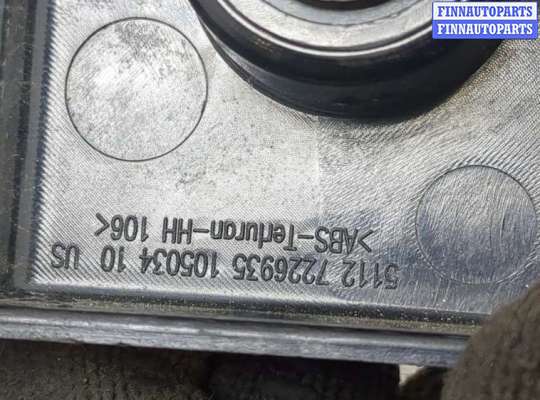 FINNAUTOPARTS
FINNAUTOPARTS
5112 7226935 105034 10 US
>ABS-Terluran-HH 106<